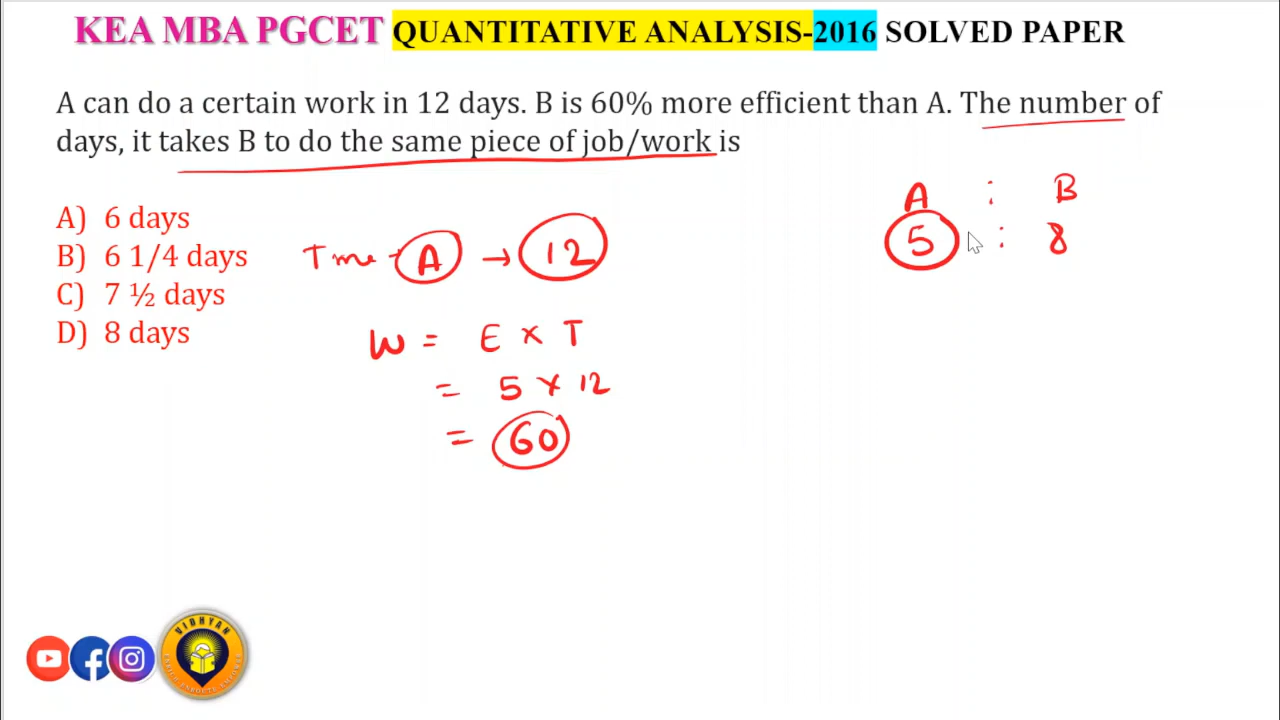 KEA MBA PGCET QUANTITATIVE ANALYSIS-2016 SOLVED PAPER
A can do a certain work in 12 days. B is 60% more efficient than A. The number of
days, it takes B to do the same piece of job/work is
A) 6 days
B) 6 1/4 days
C) 7 ½ days
D) 8 days
A : B
5 : 8
Tme - A → 12
W = E × T
= 5 × 12
= 60
VIDHYAN